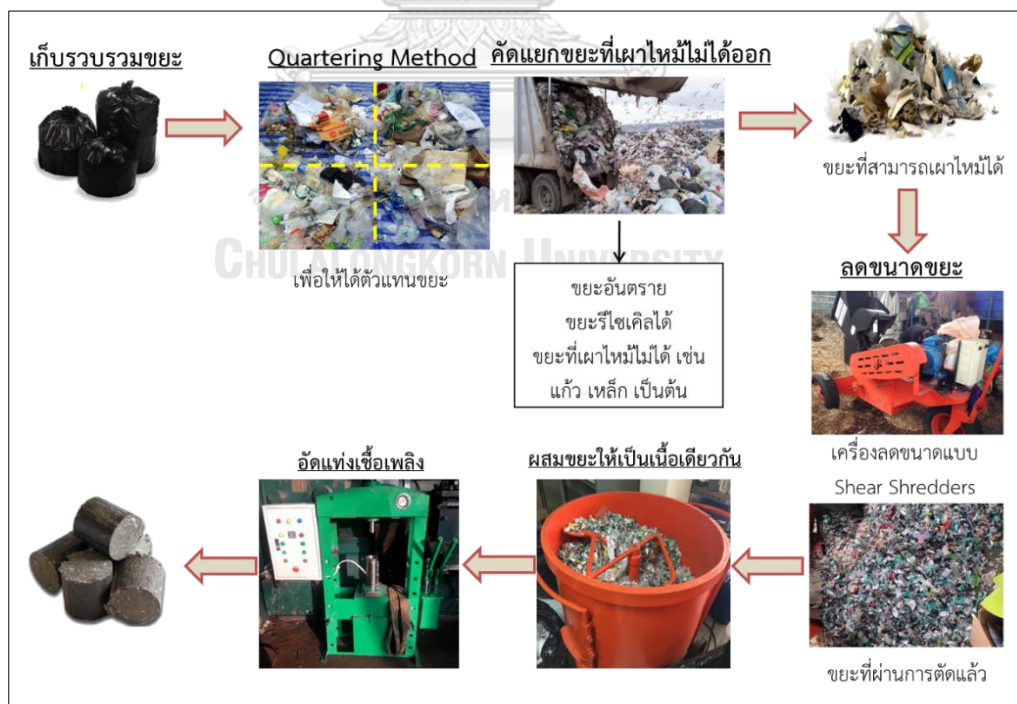 เก็บรวบรวมขยะ
Quartering Method
เพื่อให้ได้ตัวแทนขยะ
คัดแยกขยะที่เผาไหม้ไม่ได้ออก
ขยะอันตราย
ขยะรีไซเคิลได้
ขยะที่เผาไหม้ไม่ได้ เช่น
แก้ว เหล็ก เป็นต้น
ขยะที่สามารถเผาไหม้ได้
ลดขนาดขยะ
เครื่องลดขนาดแบบ
Shear Shredders
ขยะที่ผ่านการตัดแล้ว
ผสมขยะให้เป็นเนื้อเดียวกัน
อัดแท่งเชื้อเพลิง
CHULALONGKORN UNIVERSITY